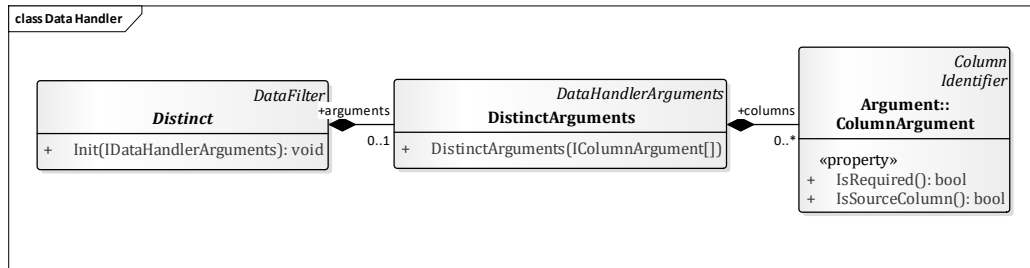 class Data Handler
DataFilter
Distinct
+ Init(IDataHandlerArguments): void
+arguments
0..1
DataHandlerArguments
DistinctArguments
+ DistinctArguments(IColumnArgument[])
+columns
0..*
Column
Identifier
Argument::
ColumnArgument
«property»
+ IsRequired(): bool
+ IsSourceColumn(): bool